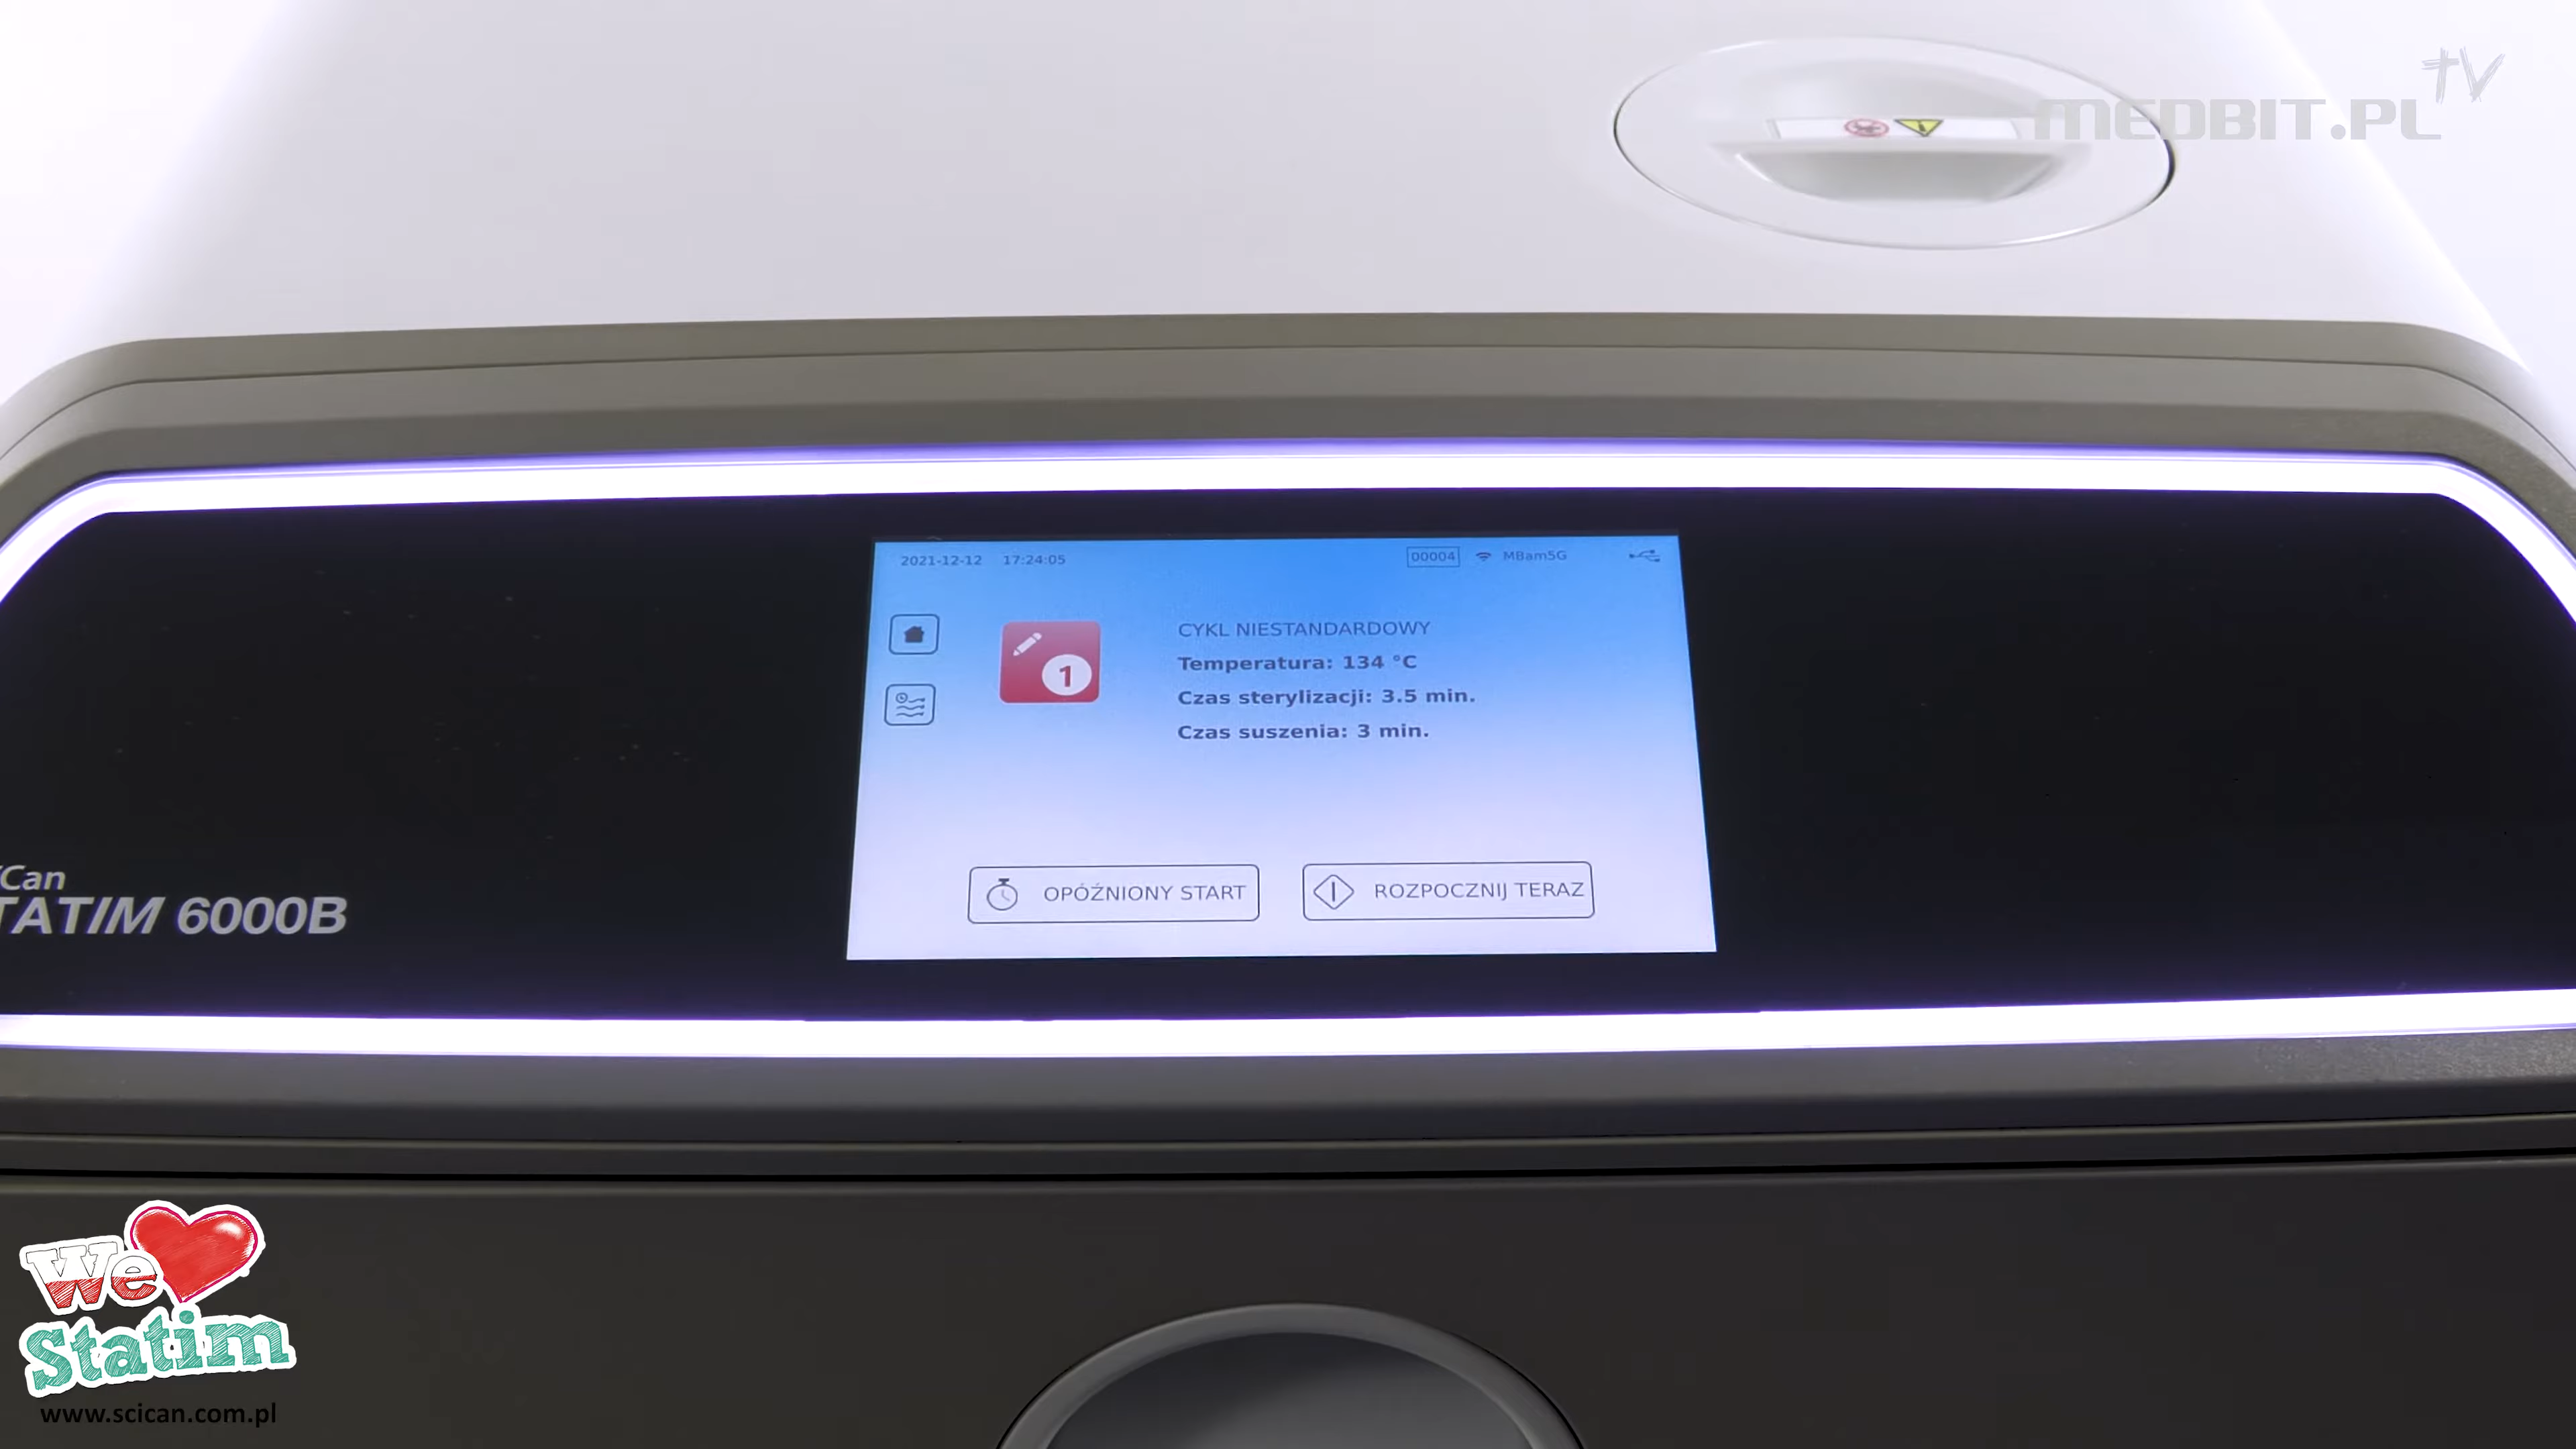 tv
MEDBIT.PL
2021-12-12 17:24:05 00004 MBam5G
CYKL NIESTANDARDOWY
1
Temperatura: 134 °C
Czas sterylizacji: 3.5 min.
Czas suszenia: 3 min.
OPÓŹNIONY START ROZPOCZNIJ TERAZ
Can
TATIM 6000B
We
Statim
www.scican.com.pl